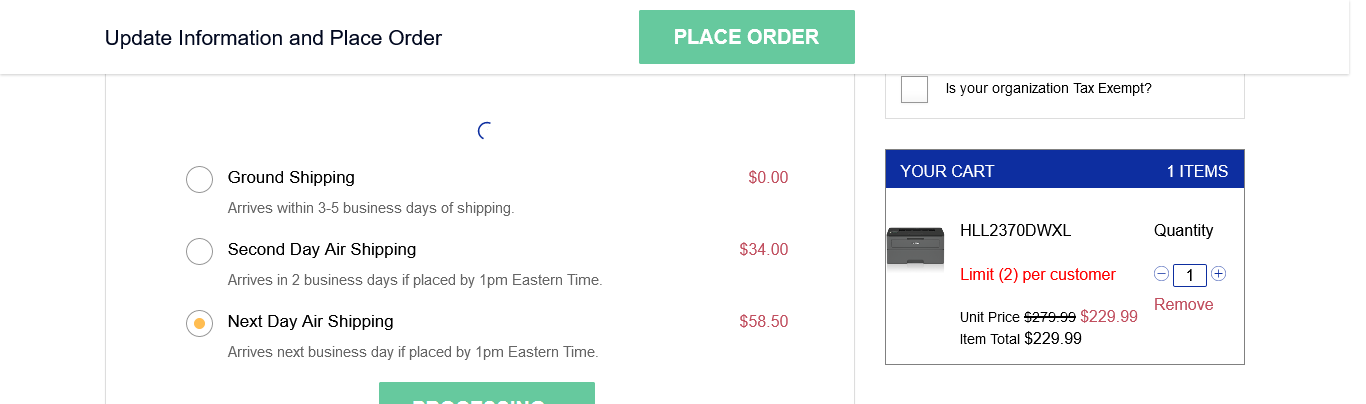 Update Information and Place Order
PLACE ORDER
Is your organization Tax Exempt?
Ground Shipping $0.00
Arrives within 3-5 business days of shipping.
Second Day Air Shipping $34.00
Arrives in 2 business days if placed by 1pm Eastern Time.
Next Day Air Shipping $58.50
Arrives next business day if placed by 1pm Eastern Time.
PROCESSING
YOUR CART 1 ITEMS
HLL2370DWXL Quantity
Limit (2) per customer 1
Remove
Unit Price $279.99 $229.99
Item Total $229.99